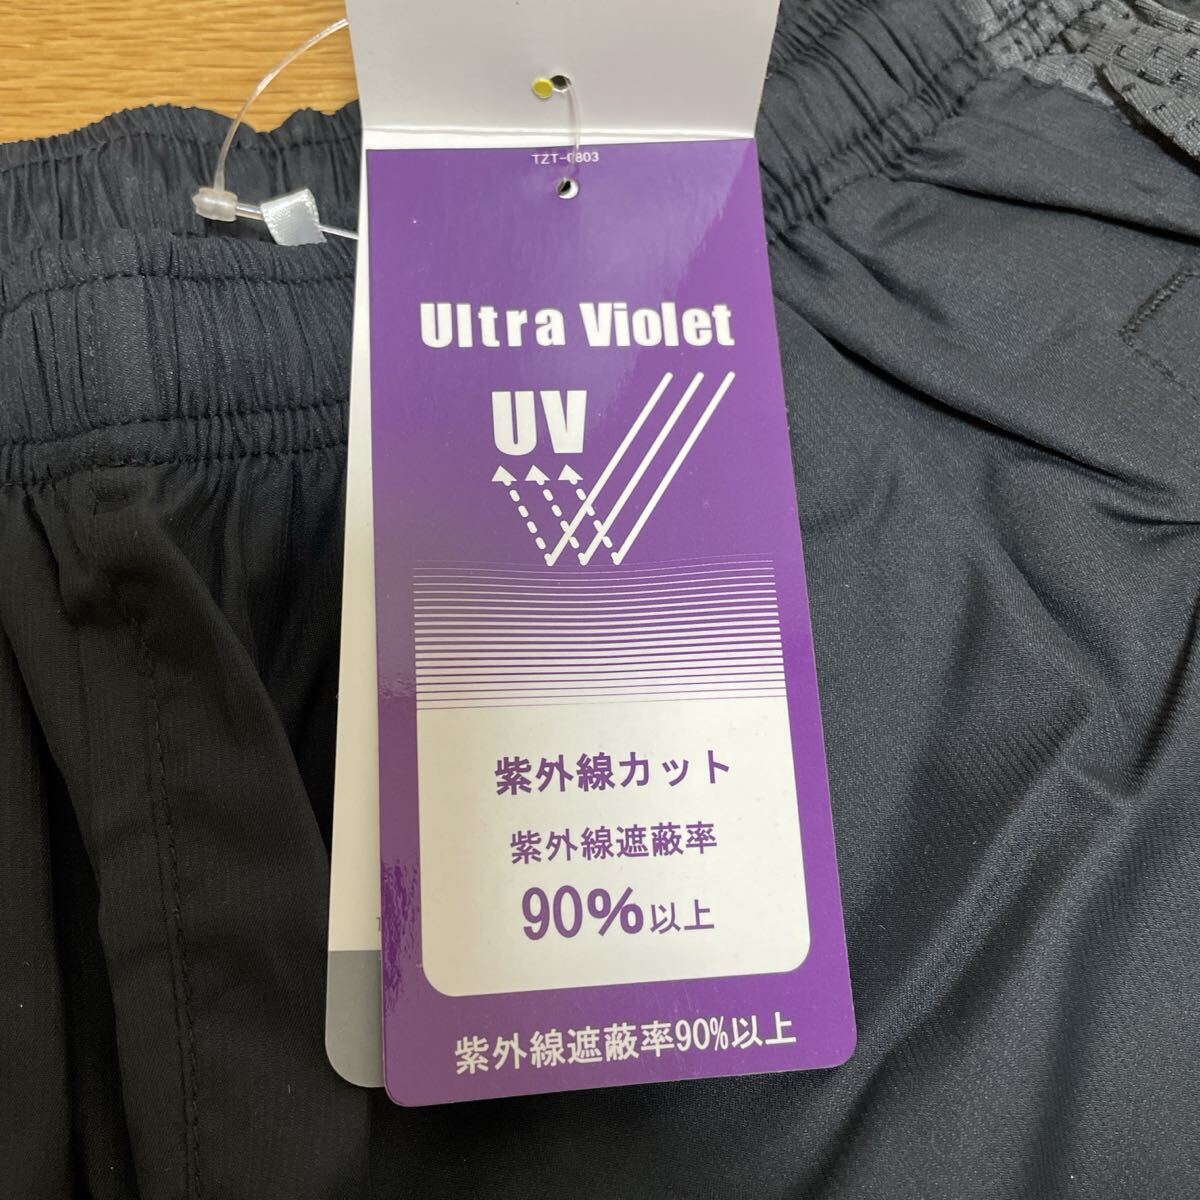 TZT-0803
Ultra Violet
UV
紫外線カット
紫外線遮蔽率
90%以上
紫外線遮蔽率90%以上